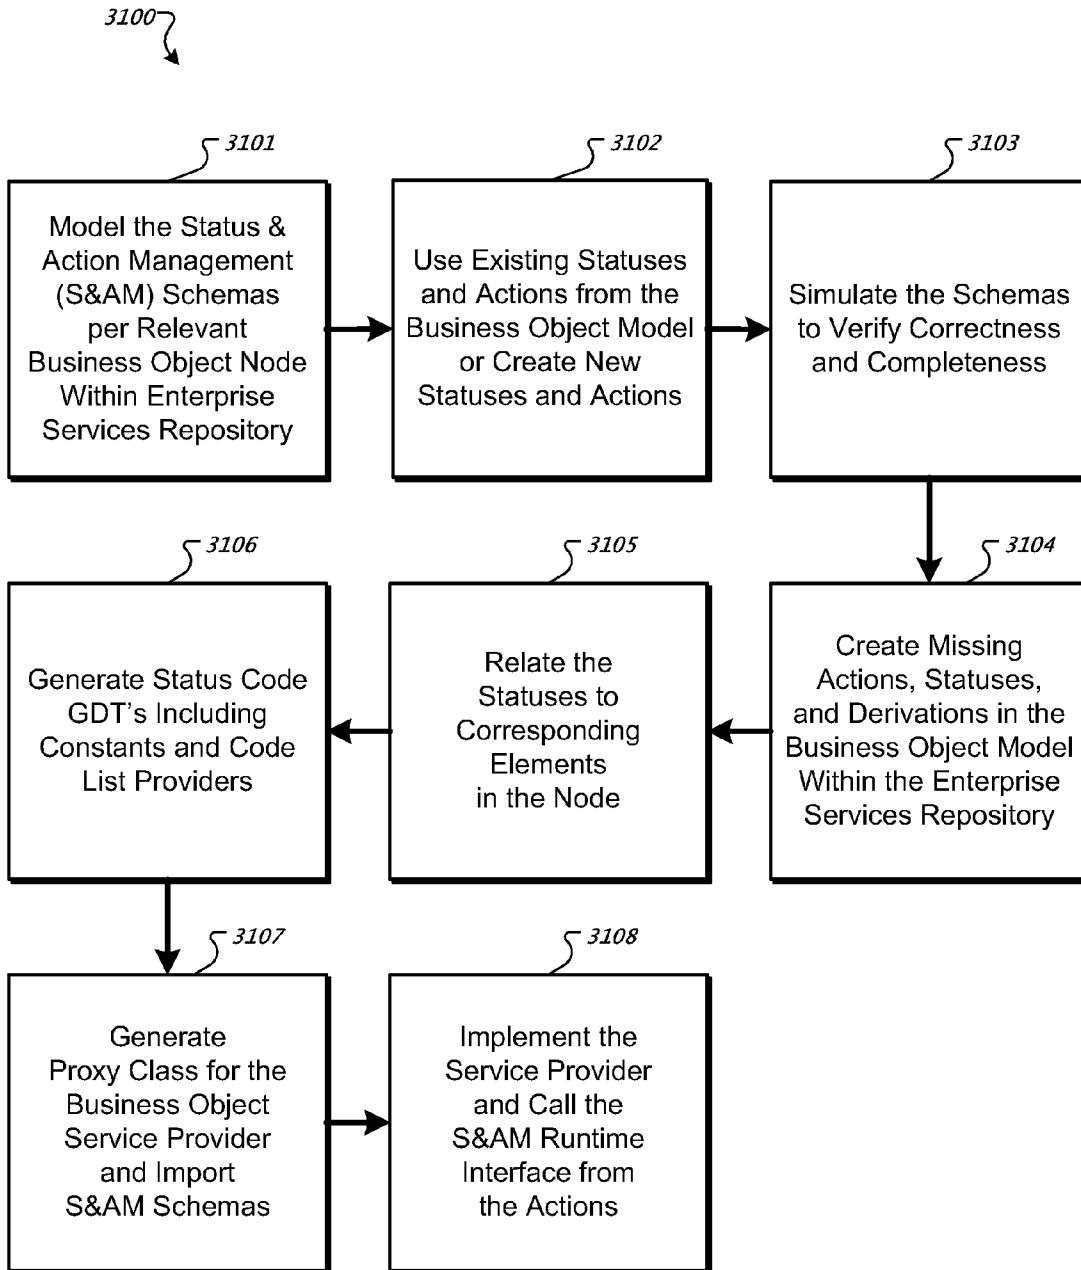 3100
3101
Model the Status &
Action Management
(S&AM) Schemas
per Relevant
Business Object Node
Within Enterprise
Services Repository
3102
Use Existing Statuses
and Actions from the
Business Object Model
or Create New
Statuses and Actions
3103
Simulate the Schemas
to Verify Correctness
and Completeness
3104
Create Missing
Actions, Statuses,
and Derivations in the
Business Object Model
Within the Enterprise
Services Repository
3105
Relate the
Statuses to
Corresponding
Elements
in the Node
3106
Generate Status Code
GDT's Including
Constants and Code
List Providers
3107
Generate
Proxy Class for the
Business Object
Service Provider
and Import
S&AM Schemas
3108
Implement the
Service Provider
and Call the
S&AM Runtime
Interface from
the Actions